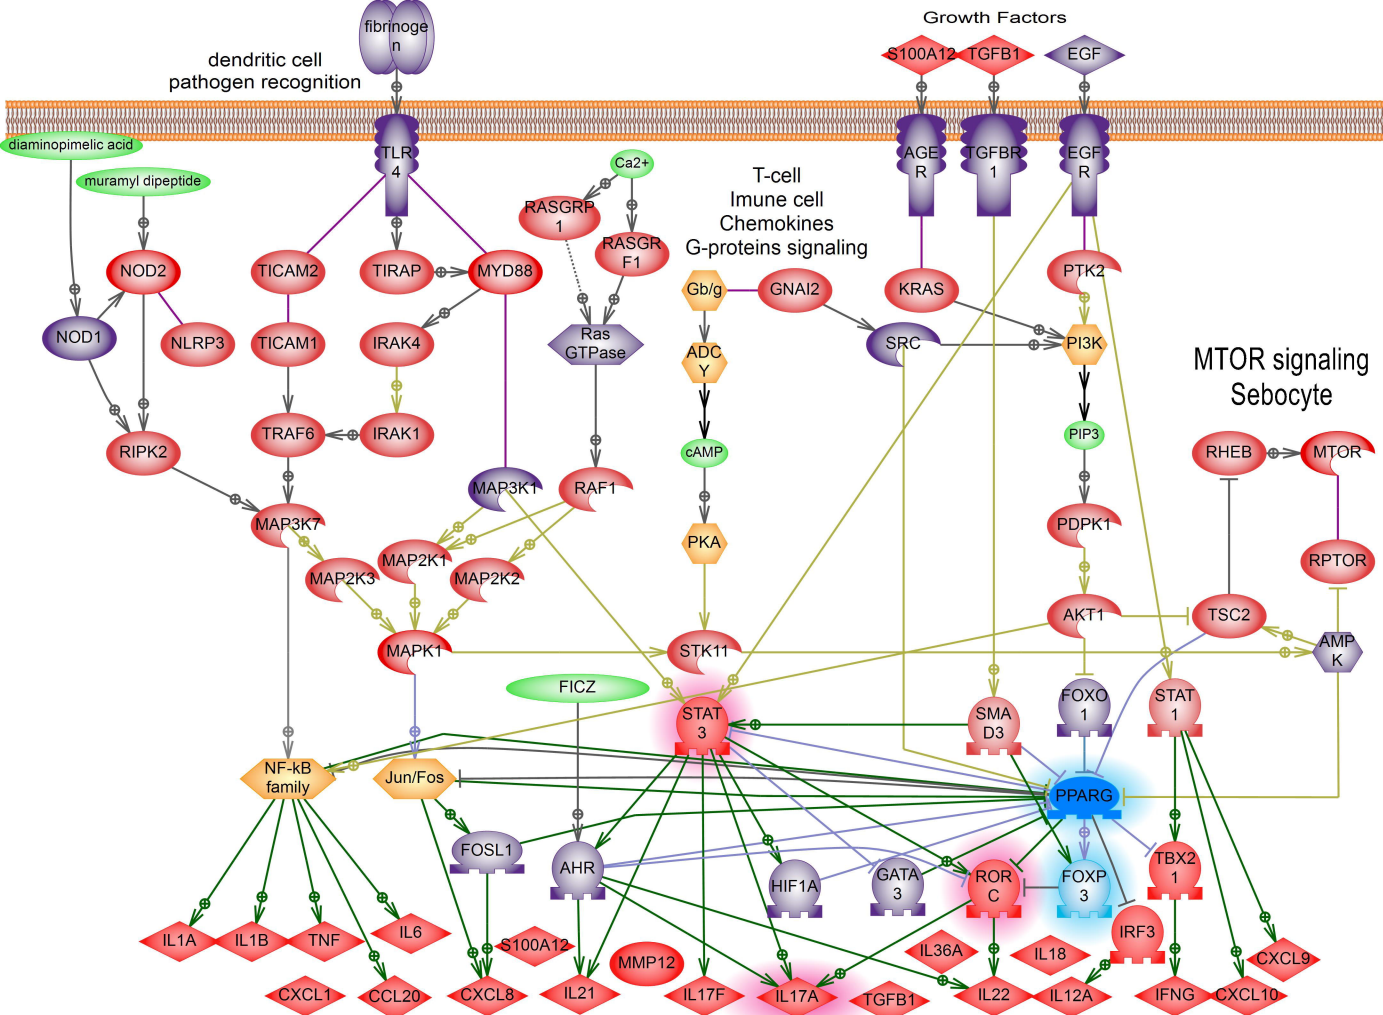 Growth Factors
fibrinoge
n
dendritic cell
pathogen recognition
S100A12
TGFB1
EGF
diaminopimelic acid
muramyl dipeptide
TLR
4
Ca2+
AGE
R
TGFBR
1
EGF
R
T-cell
Imune cell
Chemokines
G-proteins signaling
RASGRP
1
RASGR
F1
NOD2
TICAM2
TIRAP
MYD88
Gb/g
GNAI2
KRAS
PTK2
NOD1
NLRP3
TICAM1
IRAK4
Ras
GTPase
ADC
Y
SRC
PI3K
MTOR signaling
Sebocyte
RIPK2
TRAF6
IRAK1
cAMP
PIP3
RHEB
MTOR
MAP3K1
RAF1
MAP3K7
PKA
PDPK1
MAP2K1
MAP2K3
MAP2K2
RPTOR
AKT1
TSC2
MAPK1
STK11
AMP
K
FICZ
STAT
3
SMA
D3
FOXO
1
STAT
1
NF-kB
family
Jun/Fos
PPARG
FOSL1
AHR
HIF1A
GATA
3
ROR
C
FOXP
3
TBX2
1
IL1A
IL1B
TNF
IL6
S100A12
MMP12
IL36A
IL18
IRF3
CXCL9
CXCL1
CCL20
CXCL8
IL21
IL17F
IL17A
TGFB1
IL22
IL12A
IFNG
CXCL10